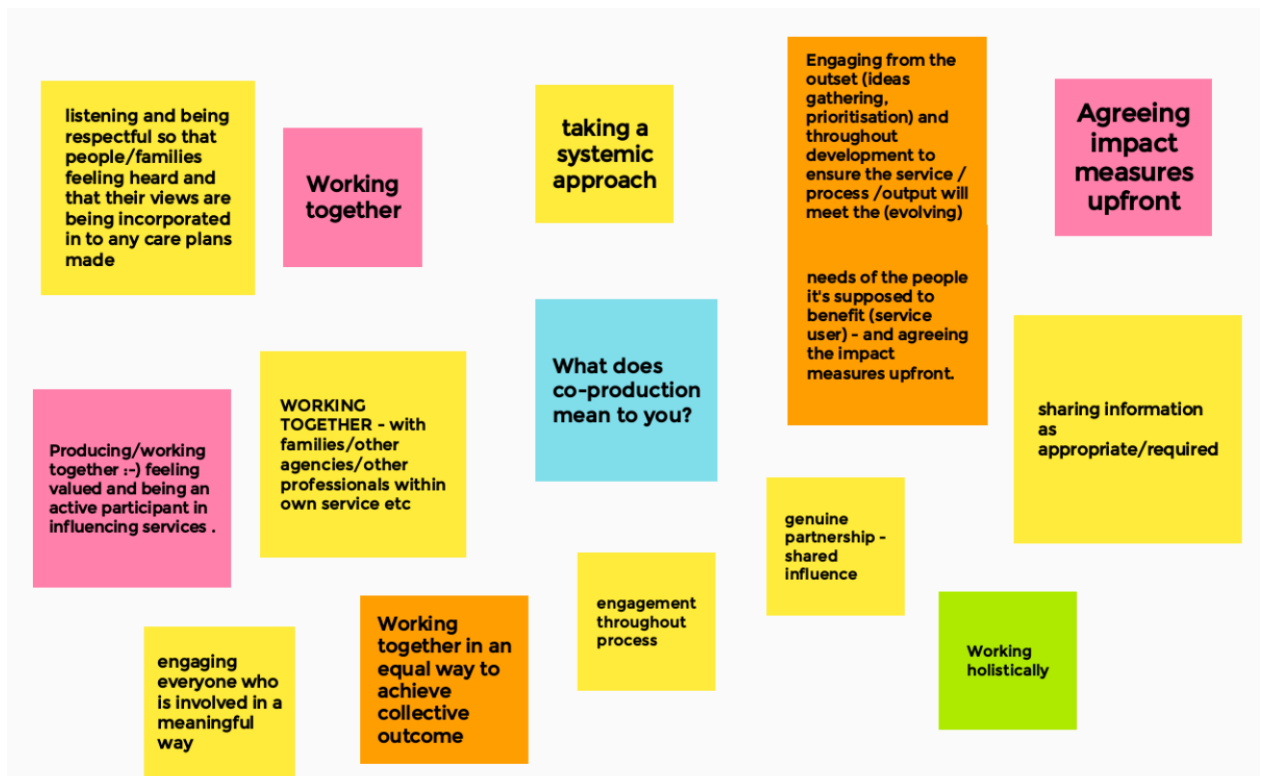 listening and being
respectful so that
people/families
feeling heard and
that their views are
being incorporated
in to any care plans
made
Working
together
taking a
systemic
approach
Engaging from the
outset (ideas
gathering,
prioritisation) and
throughout
development to
ensure the service /
process /output will
meet the (evolving)
needs of the people
it's supposed to
benefit (service
user) - and agreeing
the impact
measures upfront.
Agreeing
impact
measures
upfront
Producing/working
together :-) feeling
valued and being an
active participant in
influencing services .
WORKING
TOGETHER - with
families/other
agencies/other
professionals within
own service etc
What does
co-production
mean to you?
sharing information
as
appropriate/required
genuine
partnership -
shared
influence
engaging
everyone who
is involved in a
meaningful
way
Working
together in an
equal way to
achieve
collective
outcome
engagement
throughout
process
Working
holistically